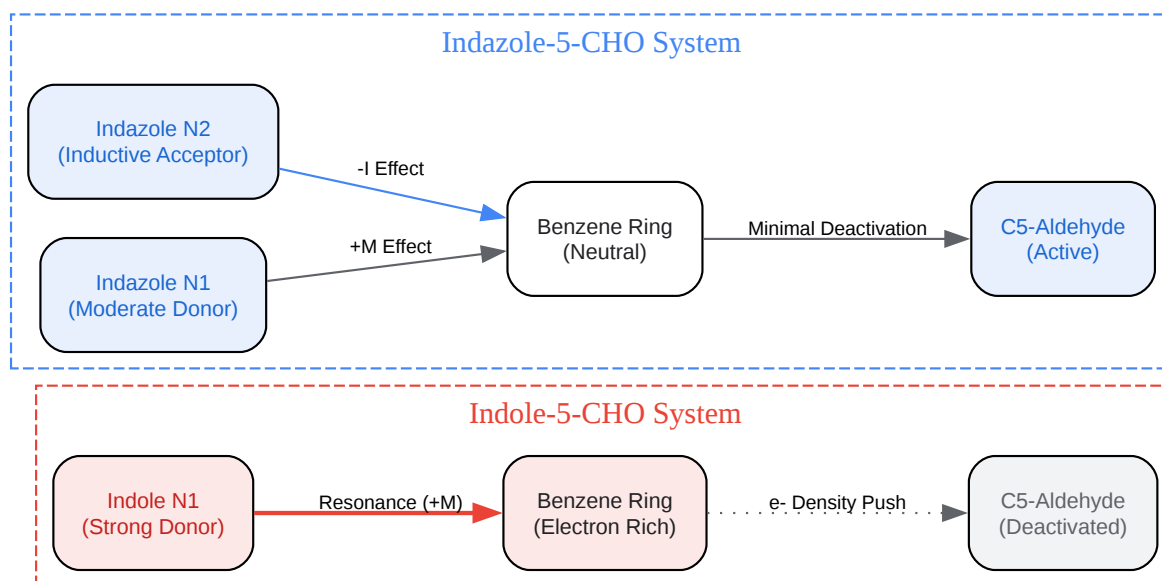 Indazole-5-CHO System
Indazole N2
(Inductive Acceptor)
-I Effect
Indazole N1
(Moderate Donor)
+M Effect
Benzene Ring
(Neutral)
Minimal Deactivation
C5-Aldehyde
(Active)
Indole-5-CHO System
Indole N1
(Strong Donor)
Resonance (+M)
Benzene Ring
(Electron Rich)
e- Density Push
C5-Aldehyde
(Deactivated)